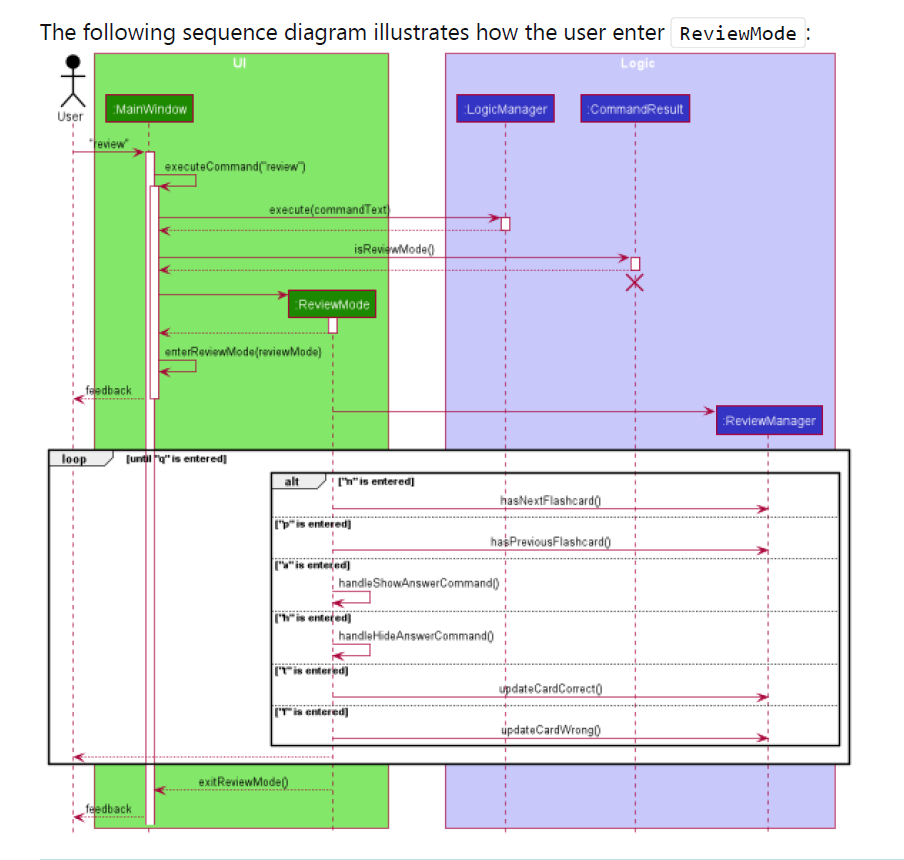 The following sequence diagram illustrates how the user enter ReviewMode:
UI
Logic
User
:MainWindow
:LogicManager
:CommandResult
"review"
executeCommand("review")
execute(commandText)
isReviewMode()
:ReviewMode
enterReviewMode(reviewMode)
feedback
:ReviewManager
loop
[until "q" is entered]
alt
["n" is entered]
hasNextFlashcard()
["p" is entered]
hasPreviousFlashcard()
["a" is entered]
handleShowAnswerCommand()
["h" is entered]
handleHideAnswerCommand()
["t" is entered]
updateCardCorrect()
["f" is entered]
updateCardWrong()
exitReviewMode()
feedback